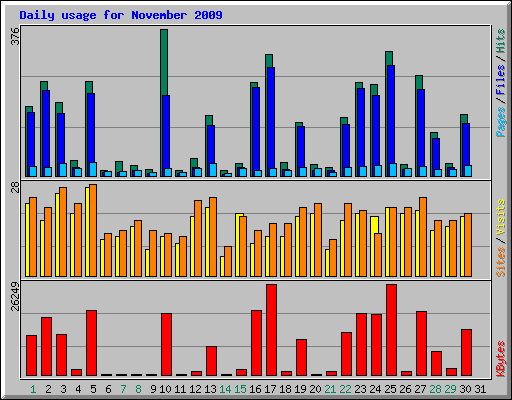 Daily usage for November 2009
376
Pages / Files / Hits
28
Sites / Visits
26249
KBytes
1 2 3 4 5 6 7 8 9 10 11 12 13 14 15 16 17 18 19 20 21 22 23 24 25 26 27 28 29 30 31